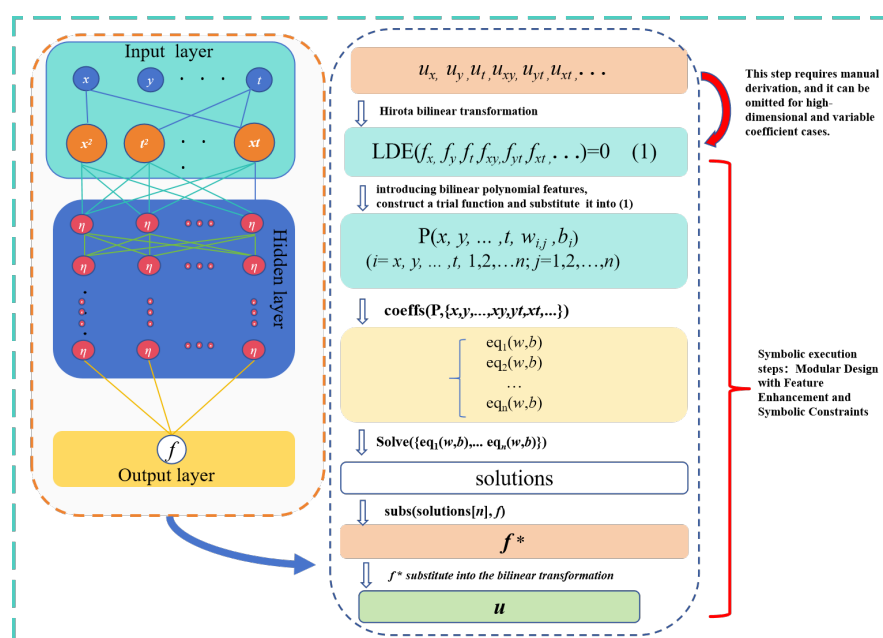 Input layer
x
y
. . .
t
x²
t²
. .
.
xt
η
η
η
η
η
η
.
.
.
η
η
η
Hidden layer
f
Output layer
uₓ, u_y, u_t, u_xy, u_yt, u_xt, . . .
Hirota bilinear transformation
LDE(fₓ, f_y, f_t, f_xy, f_yt, f_xt, . . .)=0 (1)
introducing bilinear polynomial features,
construct a trial function and substitute it into (1)
P(x, y, ... ,t, w_i,j ,b_i)
(i= x, y, ... ,t, 1,2,…n; j=1,2,…,n)
coeffs(P,{x,y,...,xy,yt,xt,...})
eq₁(w,b)
eq₂(w,b)
…
eqₙ(w,b)
Solve({eq₁(w,b),... eqₙ(w,b)})
solutions
subs(solutions[n], f)
f *
f * substitute into the bilinear transformation
u
This step requires manual
derivation, and it can be
omitted for high-
dimensional and variable
coefficient cases.
Symbolic execution
steps：Modular Design
with Feature
Enhancement and
Symbolic Constraints